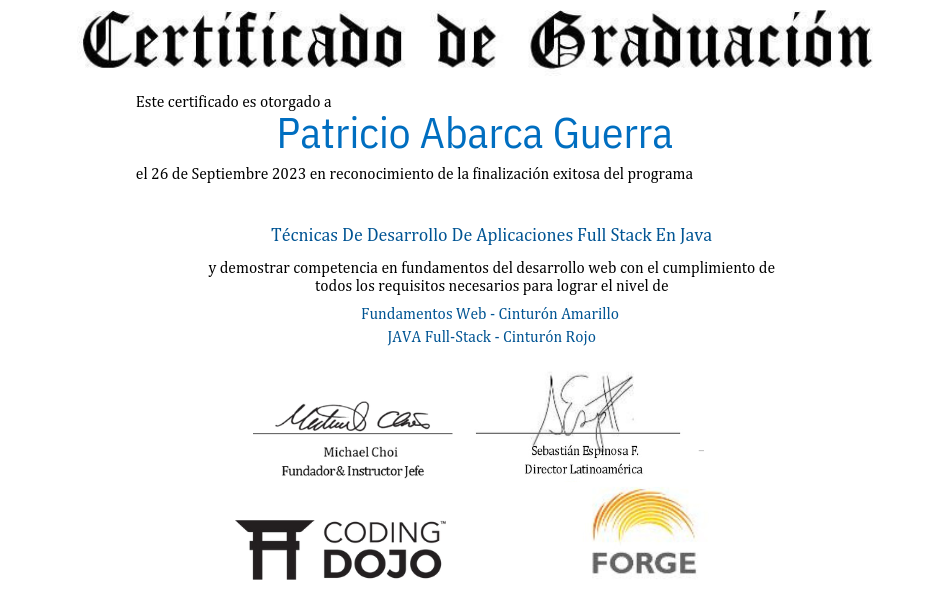 Certificado de Graduación
Este certificado es otorgado a
Patricio Abarca Guerra
el 26 de Septiembre 2023 en reconocimiento de la finalización exitosa del programa
Técnicas De Desarrollo De Aplicaciones Full Stack En Java
y demostrar competencia en fundamentos del desarrollo web con el cumplimiento de
todos los requisitos necesarios para lograr el nivel de
Fundamentos Web - Cinturón Amarillo
JAVA Full-Stack - Cinturón Rojo
Michael Choi
Fundador & Instructor Jefe
Sebastián Espinosa F.
Director Latinoamérica
CODING™
DOJO
FORGE